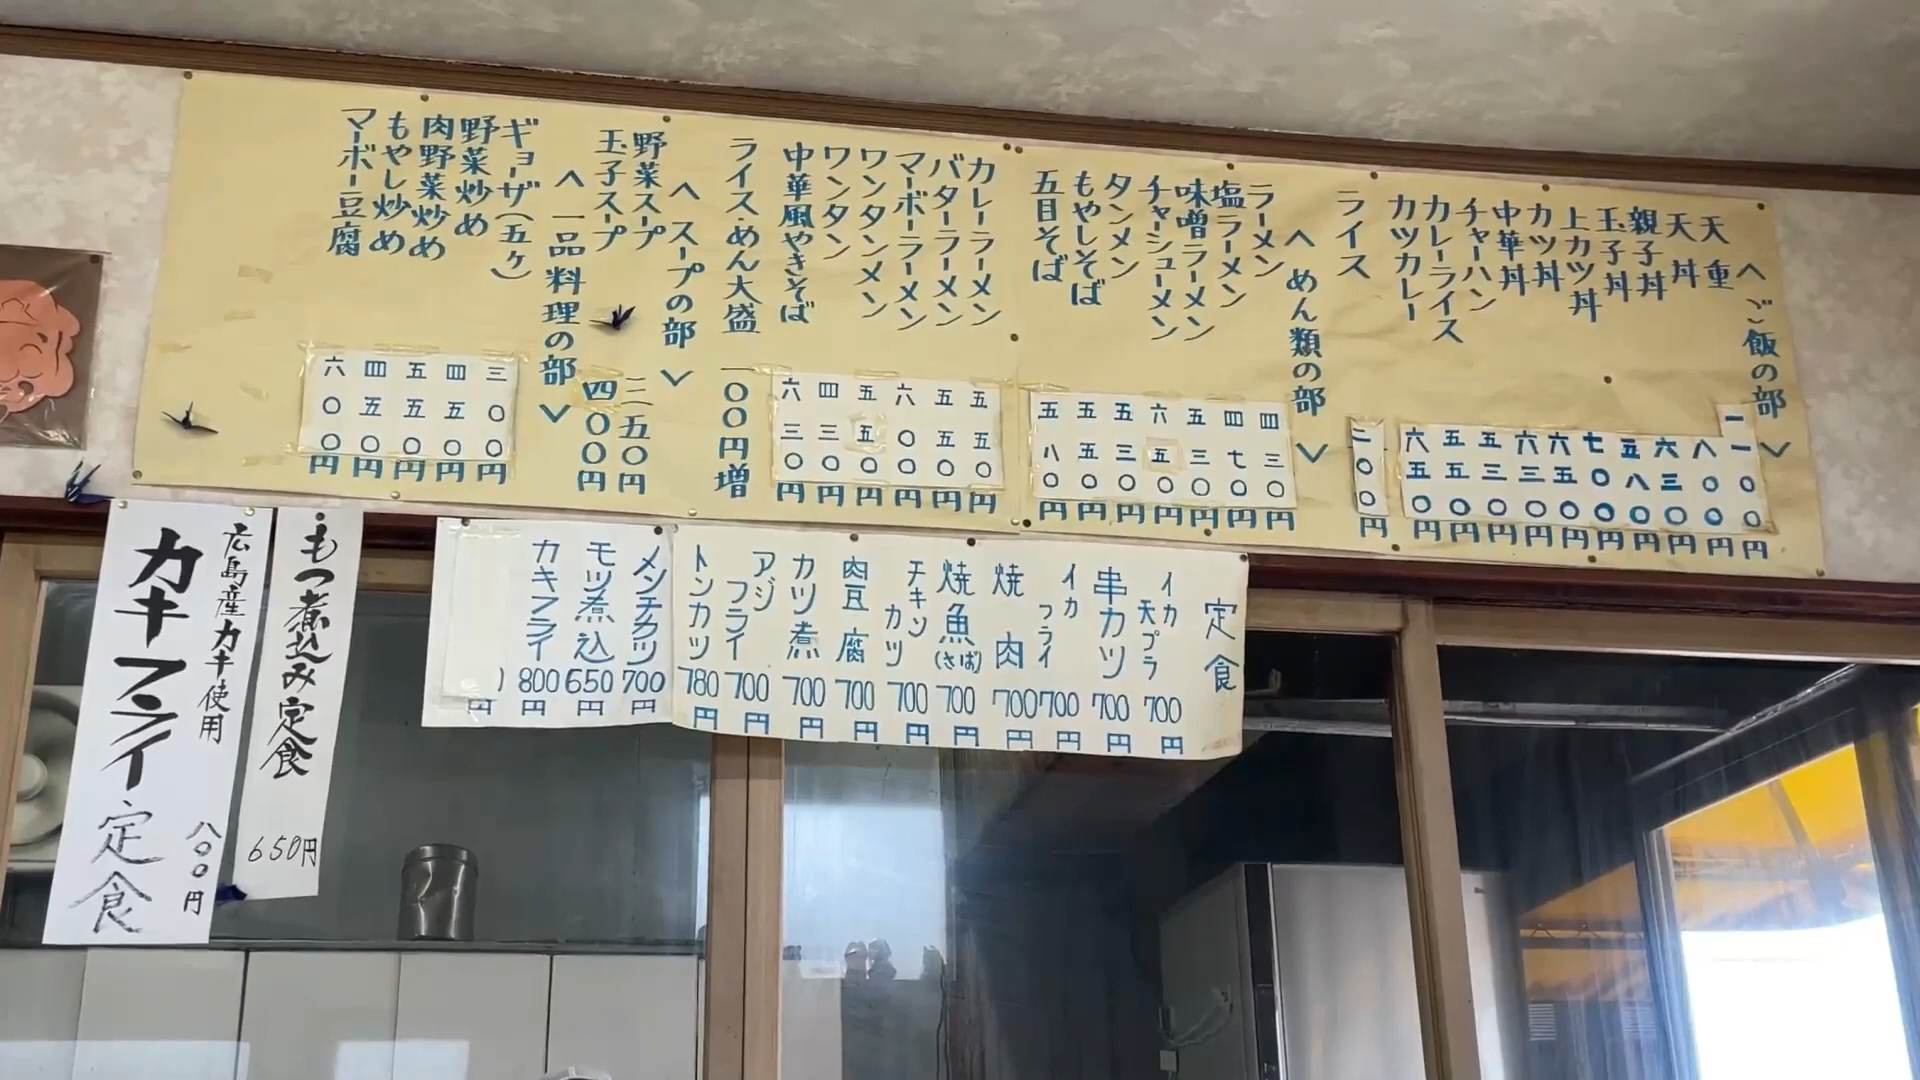 〈ご飯の部〉
天重 一一〇〇円
天丼 八〇〇円
親子丼 六三〇円
玉子丼 五八〇円
上カツ丼 七〇〇円
カツ丼 六五〇円
中華丼 六三〇円
チャーハン 五三〇円
カレーライス 五五〇円
カツカレー 六五〇円
ライス 二〇〇円
〈めん類の部〉
ラーメン 四三〇円
塩ラーメン 四七〇円
味噌ラーメン 五三〇円
チャーシューメン 六五〇円
タンメン 五三〇円
もやしそば 五五〇円
五目そば 五八〇円
カレーラーメン 五五〇円
バターラーメン 五五〇円
マーボーラーメン 六〇〇円
ワンタンメン 五五〇円
ワンタン 四三〇円
中華風やきそば 六三〇円
ライス・めん大盛 一〇〇円増
〈スープの部〉
野菜スープ 二五〇円
玉子スープ 四〇〇円
〈一品料理の部〉
ギョーザ(五ヶ) 三〇〇円
野菜炒め 四五〇円
肉野菜炒め 五五〇円
もやし炒め 四五〇円
マーボー豆腐 六〇〇円
定食
イカ天プラ 700円
串カツ 700円
イカフライ 700円
焼肉 700円
焼魚(さば) 700円
チキンカツ 700円
肉豆腐 700円
カツ煮 700円
アジフライ 700円
トンカツ 780円
メンチカツ 700円
モツ煮込 650円
カキフライ 800円
円
もつ煮込み定食 650円
広島産カキ使用
カキフライ定食 八〇〇円